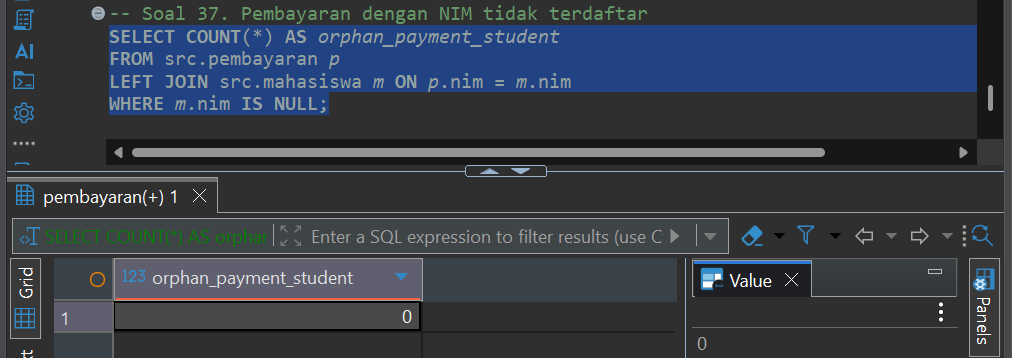 -- Soal 37. Pembayaran dengan NIM tidak terdaftar
SELECT COUNT(*) AS orphan_payment_student
FROM src.pembayaran p
LEFT JOIN src.mahasiswa m ON p.nim = m.nim
WHERE m.nim IS NULL;
AI
pembayaran(+) 1
SELECT COUNT(*) AS orphar
Enter a SQL expression to filter results (use C
Grid
123 orphan_payment_student
1
0
Value
0
Panels